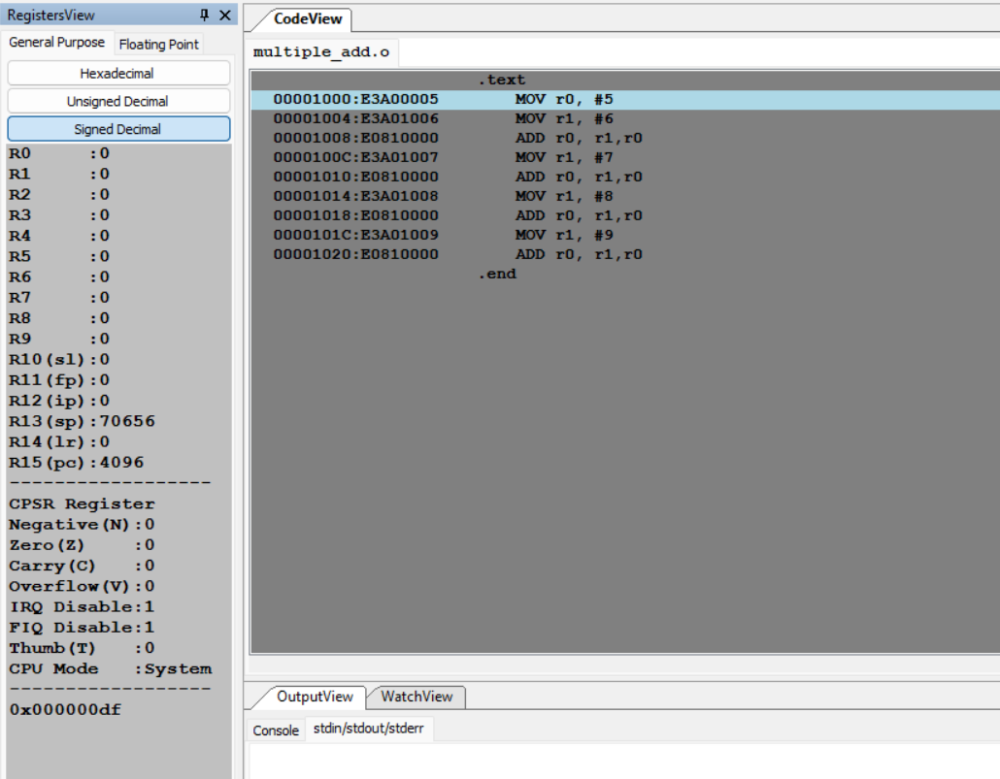 RegistersView
General Purpose Floating Point
Hexadecimal
Unsigned Decimal
Signed Decimal
R0      :0
R1      :0
R2      :0
R3      :0
R4      :0
R5      :0
R6      :0
R7      :0
R8      :0
R9      :0
R10(sl):0
R11(fp):0
R12(ip):0
R13(sp):70656
R14(lr):0
R15(pc):4096
------------------
CPSR Register
Negative(N):0
Zero(Z)    :0
Carry(C)   :0
Overflow(V):0
IRQ Disable:1
FIQ Disable:1
Thumb(T)   :0
CPU Mode   :System
------------------
0x000000df
CodeView
multiple_add.o
.text
00001000:E3A00005 MOV r0, #5
00001004:E3A01006 MOV r1, #6
00001008:E0810000 ADD r0, r1,r0
0000100C:E3A01007 MOV r1, #7
00001010:E0810000 ADD r0, r1,r0
00001014:E3A01008 MOV r1, #8
00001018:E0810000 ADD r0, r1,r0
0000101C:E3A01009 MOV r1, #9
00001020:E0810000 ADD r0, r1,r0
.end
OutputView WatchView
Console stdin/stdout/stderr